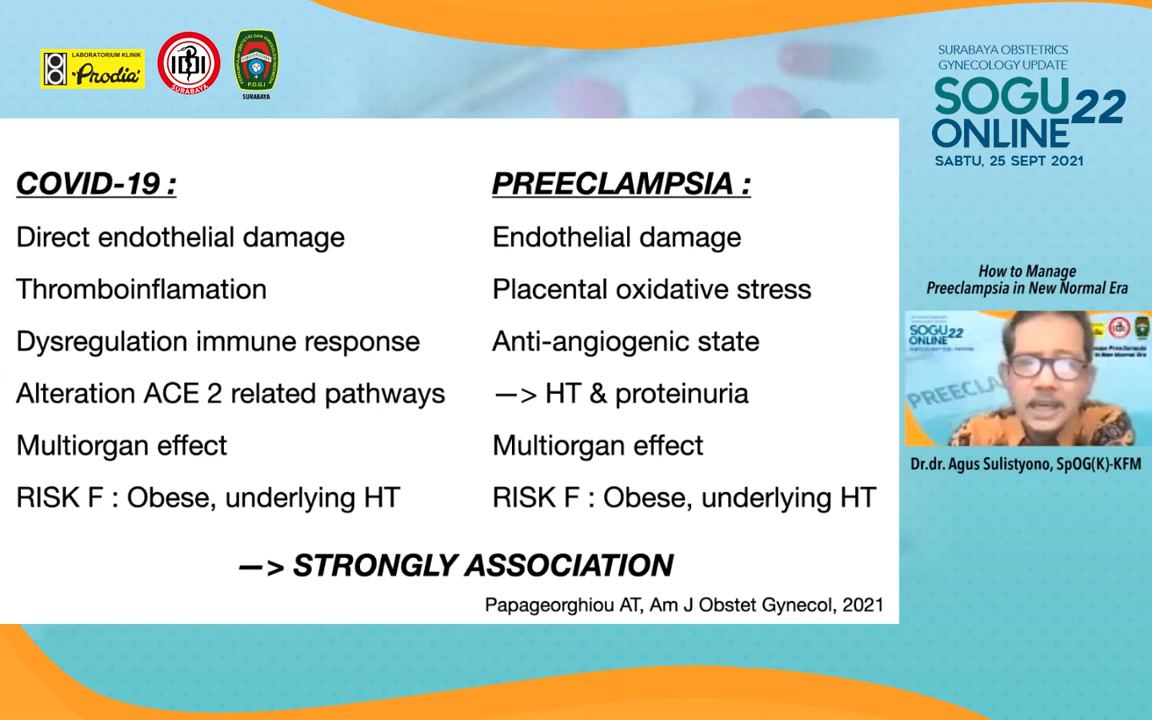 LABORATORIUM KLINIK
Prodia
IDI
SURABAYA
P.O.G.I
SURABAYA
SURABAYA OBSTETRICS
GYNECOLOGY UPDATE
SOGU 22
ONLINE
SABTU, 25 SEPT 2021
COVID-19 :
Direct endothelial damage
Thromboinflamation
Dysregulation immune response
Alteration ACE 2 related pathways
Multiorgan effect
RISK F : Obese, underlying HT
PREECLAMPSIA :
Endothelial damage
Placental oxidative stress
Anti-angiogenic state
—> HT & proteinuria
Multiorgan effect
RISK F : Obese, underlying HT
—> STRONGLY ASSOCIATION
Papageorghiou AT, Am J Obstet Gynecol, 2021
How to Manage
Preeclampsia in New Normal Era
SOGU 22
ONLINE
PREECLA
Dr.dr. Agus Sulistyono, SpOG(K)-KFM